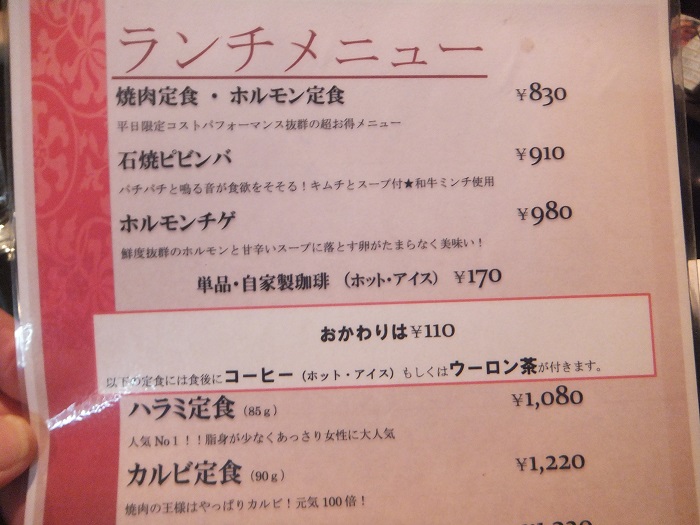 ランチメニュー
焼肉定食・ホルモン定食 ¥830
平日限定コストパフォーマンス抜群の超お得メニュー
石焼ピビンバ ¥910
パチパチと鳴る音が食欲をそそる！キムチとスープ付★和牛ミンチ使用
ホルモンチゲ ¥980
鮮度抜群のホルモンと甘辛いスープに落とす卵がたまらなく美味い！
単品・自家製珈琲 （ホット・アイス） ¥170
おかわりは¥110
以下の定食には食後にコーヒー（ホット・アイス）もしくはウーロン茶が付きます。
ハラミ定食（85g） ¥1,080
人気No1！！脂身が少なくあっさり女性に大人気
カルビ定食（90g） ¥1,220
焼肉の王様はやっぱりカルビ！元気100倍！